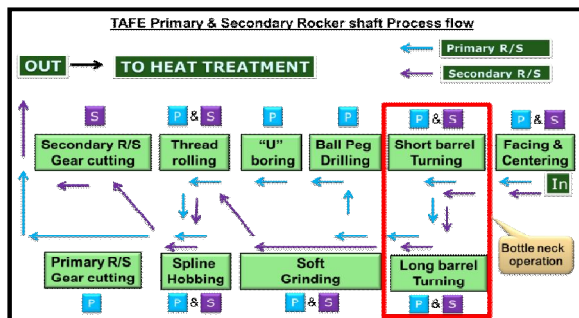 TAFE Primary & Secondary Rocker shaft Process flow
Primary R/S
Secondary R/S
OUT
TO HEAT TREATMENT
S
P & S
P
P
P & S
P & S
Secondary R/S
Gear cutting
Thread
rolling
“U”
boring
Ball Peg
Drilling
Short barrel
Turning
Facing &
Centering
In
Bottle neck
operation
Primary R/S
Gear cutting
Spline
Hobbing
Soft
Grinding
Long barrel
Turning
P
P & S
P & S
P & S